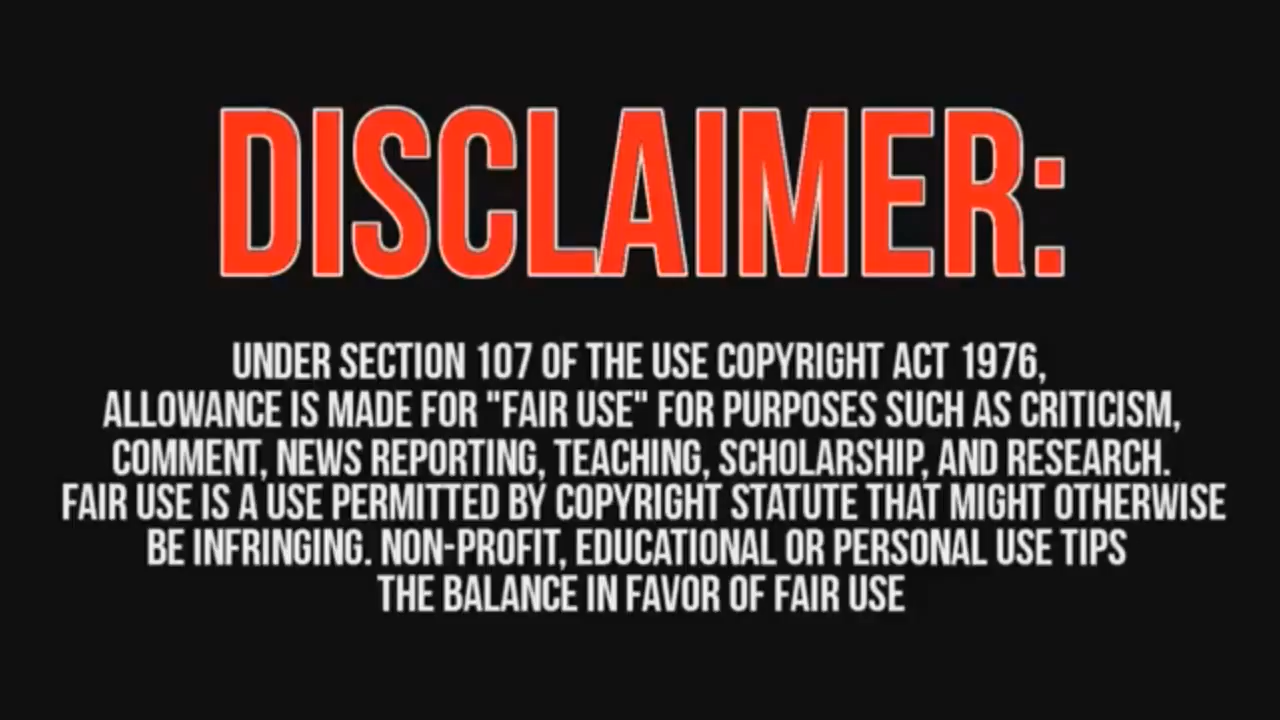 DISCLAIMER:
UNDER SECTION 107 OF THE USE COPYRIGHT ACT 1976,
ALLOWANCE IS MADE FOR "FAIR USE" FOR PURPOSES SUCH AS CRITICISM,
COMMENT, NEWS REPORTING, TEACHING, SCHOLARSHIP, AND RESEARCH.
FAIR USE IS A USE PERMITTED BY COPYRIGHT STATUTE THAT MIGHT OTHERWISE
BE INFRINGING. NON-PROFIT, EDUCATIONAL OR PERSONAL USE TIPS
THE BALANCE IN FAVOR OF FAIR USE